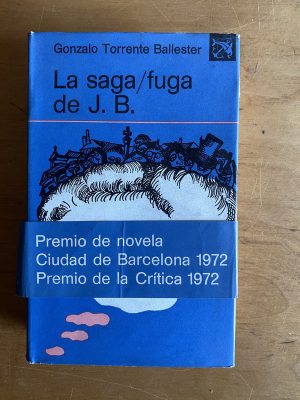 Gonzalo Torrente Ballester
La saga/fuga
de J. B.
Premio de novela
Ciudad de Barcelona 1972
Premio de la Crítica 1972